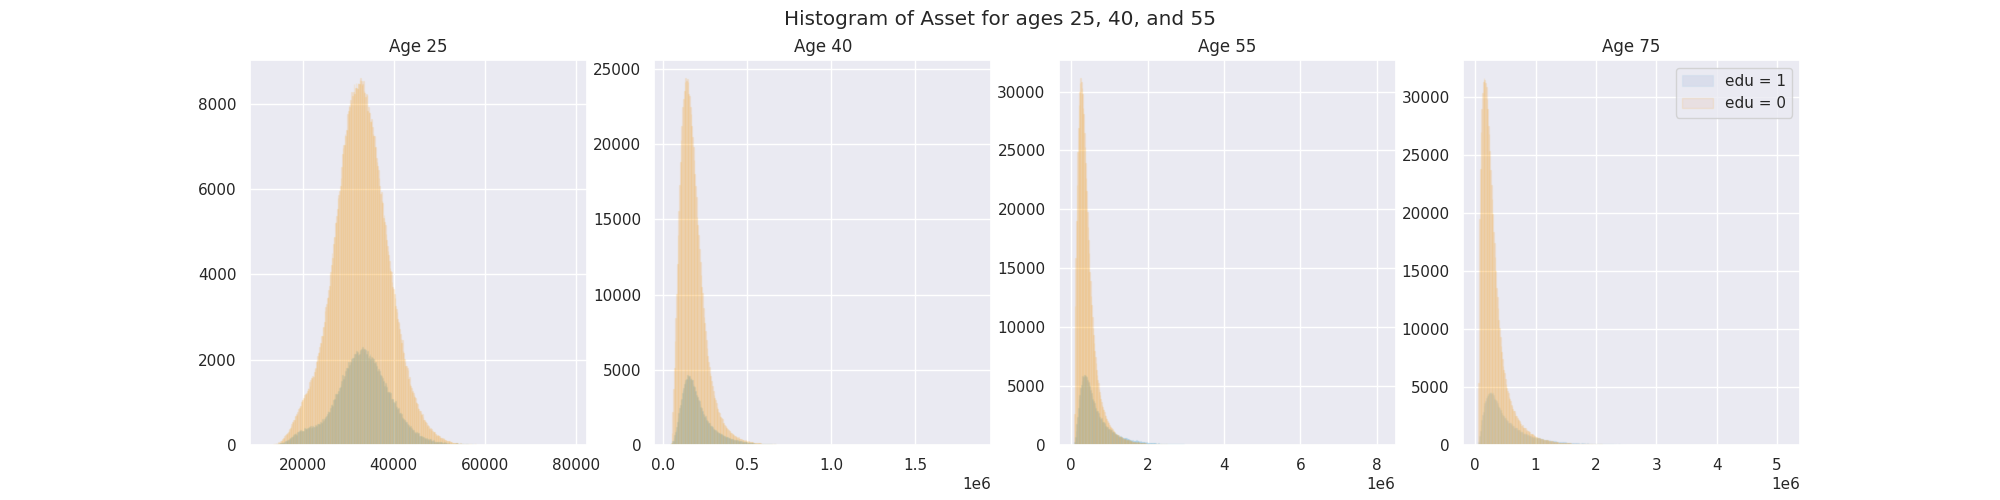 Histogram of Asset for ages 25, 40, and 55
Age 25
8000
6000
4000
2000
0
20000 40000 60000 80000
Age 40
25000
20000
15000
10000
5000
0
0.0 0.5 1.0 1.5
1e6
Age 55
30000
25000
20000
15000
10000
5000
0
0 2 4 6 8
1e6
Age 75
edu = 1
edu = 0
30000
25000
20000
15000
10000
5000
0
0 1 2 3 4 5
1e6